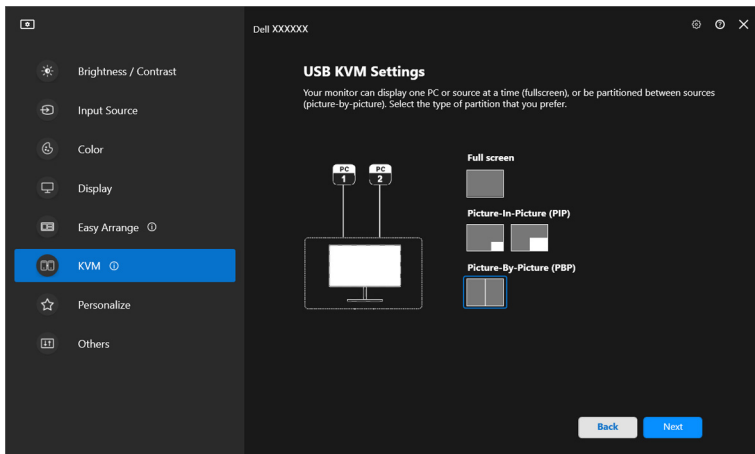 Dell XXXXXX
Brightness / Contrast
Input Source
Color
Display
Easy Arrange
KVM
Personalize
Others
USB KVM Settings
Your monitor can display one PC or source at a time (fullscreen), or be partitioned between sources
(picture-by-picture). Select the type of partition that you prefer.
PC
1
PC
2
Full screen
Picture-In-Picture (PIP)
Picture-By-Picture (PBP)
Back
Next